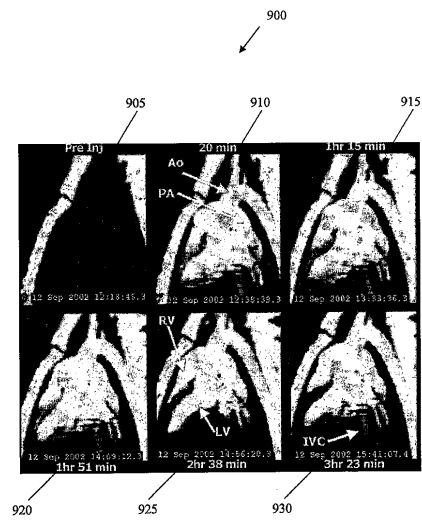 900
905
910
915
Pre Inj
20 min
1hr 15 min
Ao
PA
12 Sep 2002 12:18:46.3
12 Sep 2002 12:38:39.3
12 Sep 2002 13:33:36.3
RV
LV
IVC
12 Sep 2002 14:09:12.3
12 Sep 2002 14:56:20.3
12 Sep 2002 15:41:07.4
1hr 51 min
2hr 38 min
3hr 23 min
920
925
930